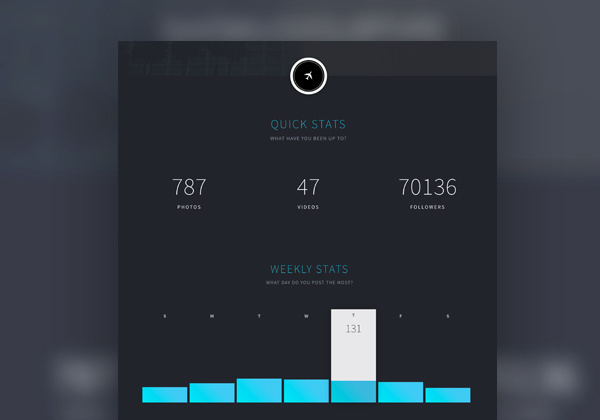 QUICK STATS
WHAT HAVE YOU BEEN UP TO?
787 47 70136
PHOTOS VIDEOS FOLLOWERS
WEEKLY STATS
WHAT DAY DO YOU POST THE MOST?
S M T W T F S
131